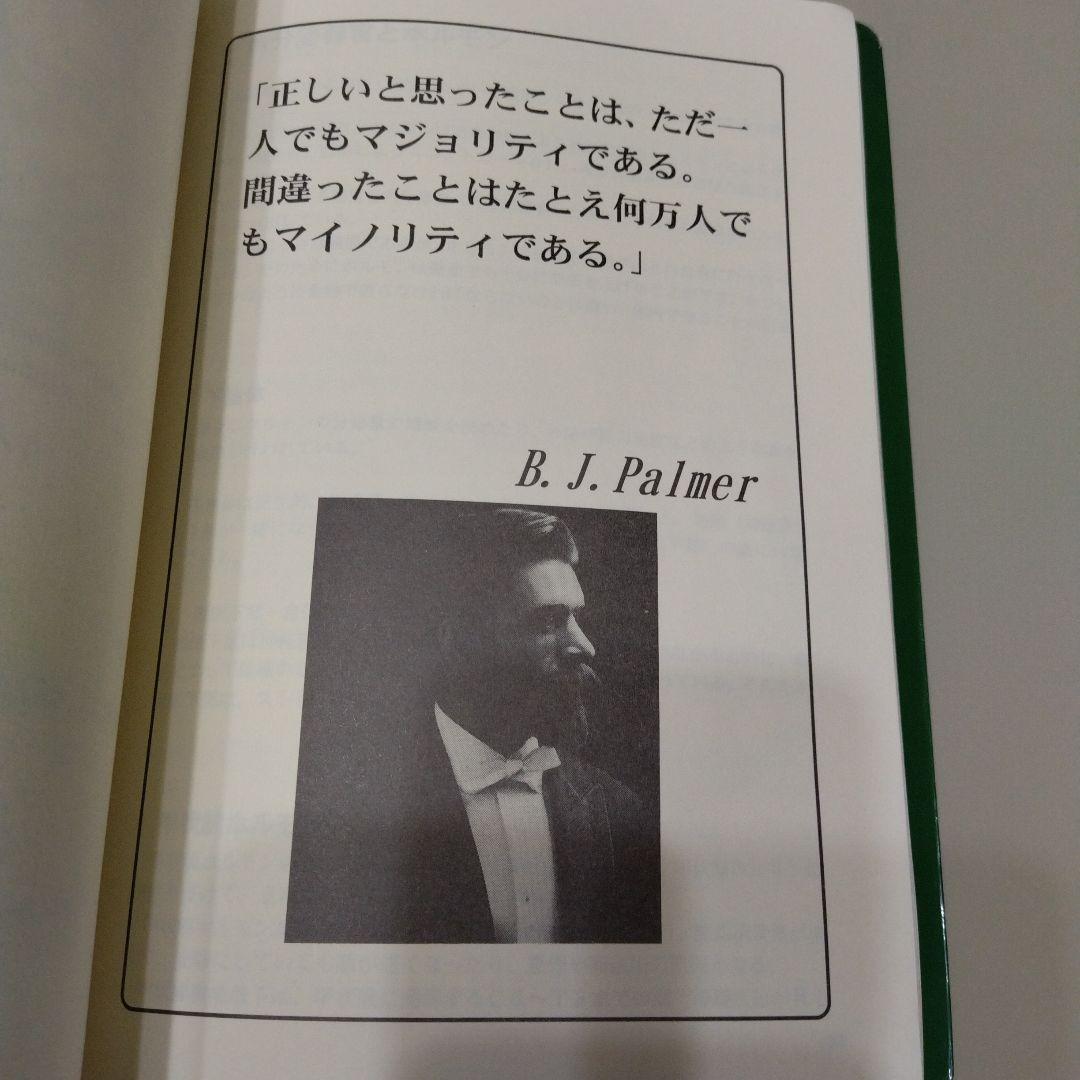 「正しいと思ったことは、ただ一
人でもマジョリティである。
間違ったことはたとえ何万人で
もマイノリティである。」
B. J. Palmer